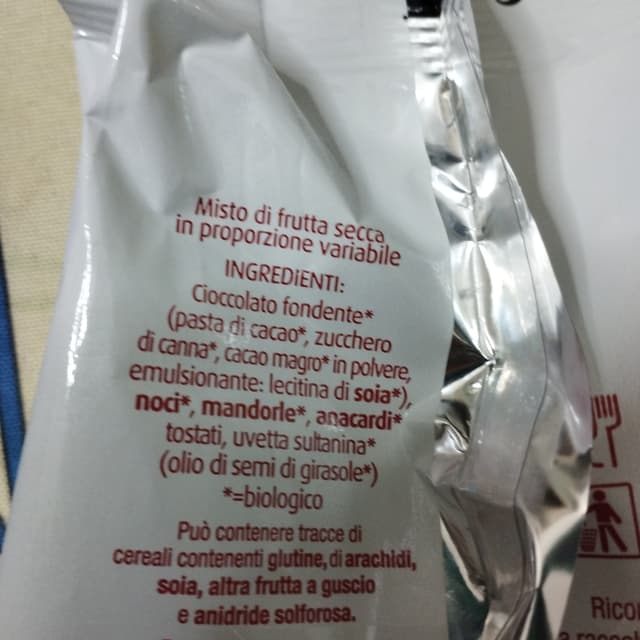 Misto di frutta secca
in proporzione variabile
INGREDIENTI:
Cioccolato fondente*
(pasta di cacao*, zucchero
di canna*, cacao magro* in polvere,
emulsionante: lecitina di soia*),
noci*, mandorle*, anacardi*
tostati, uvetta sultanina*
(olio di semi di girasole*)
*=biologico
Può contenere tracce di
cereali contenenti glutine, di arachidi,
soia, altra frutta a guscio
e anidride solforosa.